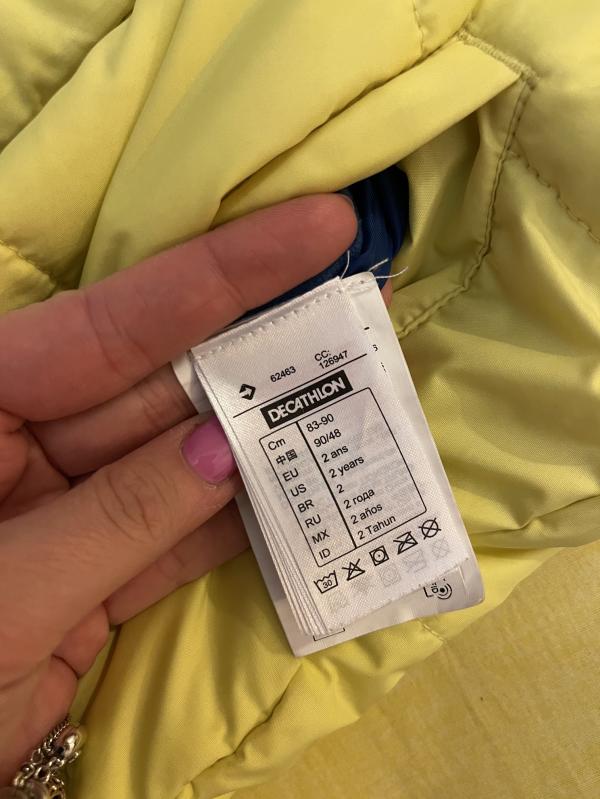 62463 CC: 126947
DECATHLON
Cm 83-90
中国 90/48
EU 2 ans
US 2 years
BR 2
RU 2 года
MX 2 años
ID 2 Tahun
30